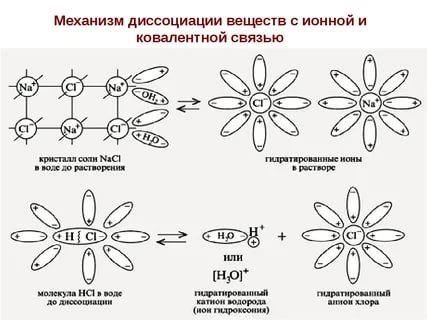 Механизм диссоциации веществ с ионной и
ковалентной связью
Na⁺ Cl⁻ Na⁺
OH₂ +
H₂O +
Cl⁻ Na⁺ Cl⁻
Cl⁻
Na⁺
кристалл соли NaCl
в воде до растворения
гидратированные ионы
в растворе
H Cl
H₂O H⁺
или
[H₃O]⁺
+
Cl⁻
молекула HCl в воде
до диссоциации
гидратированный
катион водорода
(ион гидроксония)
гидратированный
анион хлора